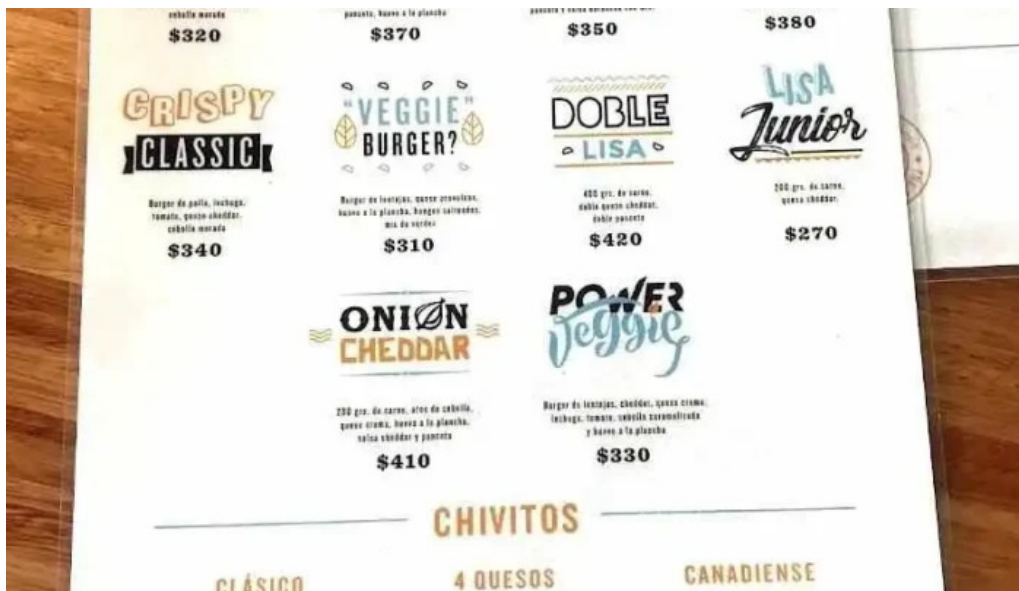 cebolla morada
$320
panceta, huevo a la plancha
$370
$350
$380
CRISPY
CLASSIC
Burger de pollo, lechuga,
tomate, queso cheddar,
cebolla morada
$340
"VEGGIE"
BURGER?
Burger de lentejas, queso provolone,
huevo a la plancha, hongos salteados,
mix de verdes
$310
DOBLE
LISA
400 grs. de carne,
doble queso cheddar,
doble panceta
$420
LISA
Junior
200 grs. de carne,
queso cheddar.
$270
ONION
CHEDDAR
200 grs. de carne, aros de cebolla,
queso crema, huevo a la plancha,
salsa cheddar y panceta
$410
POWER
Veggie
Burger de lentejas, cheddar, queso crema,
lechuga, tomate, cebolla caramelizada
y huevo a la plancha
$330
CHIVITOS
CLÁSICO
4 QUESOS
CANADIENSE